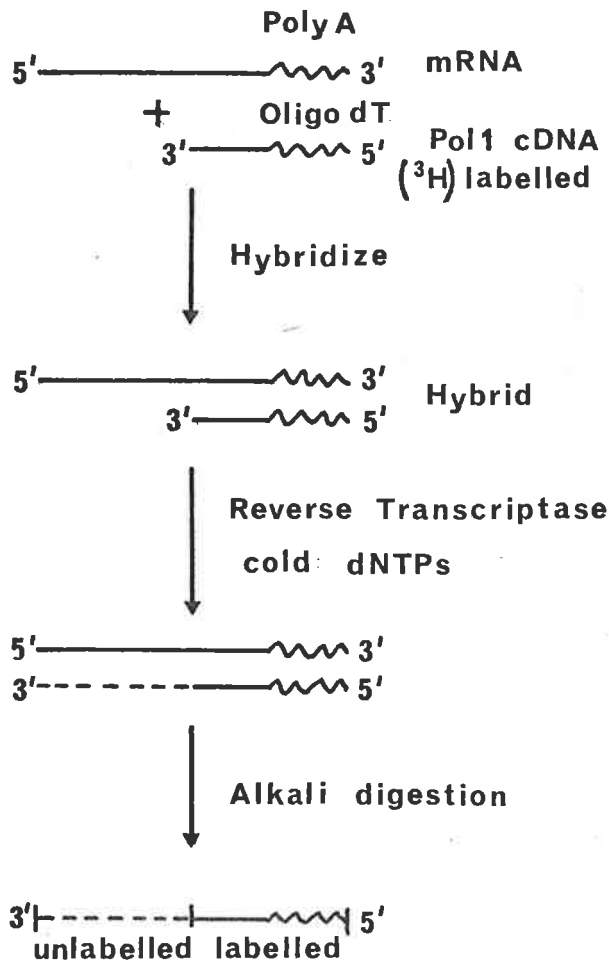 Poly A
5' 3' mRNA
+ Oligo dT
3' 5' Pol1 cDNA
(³H) labelled
Hybridize
5' 3'
Hybrid
3' 5'
Reverse Transcriptase
cold dNTPs
5' 3'
3' 5'
Alkali digestion
3' 5'
unlabelled labelled